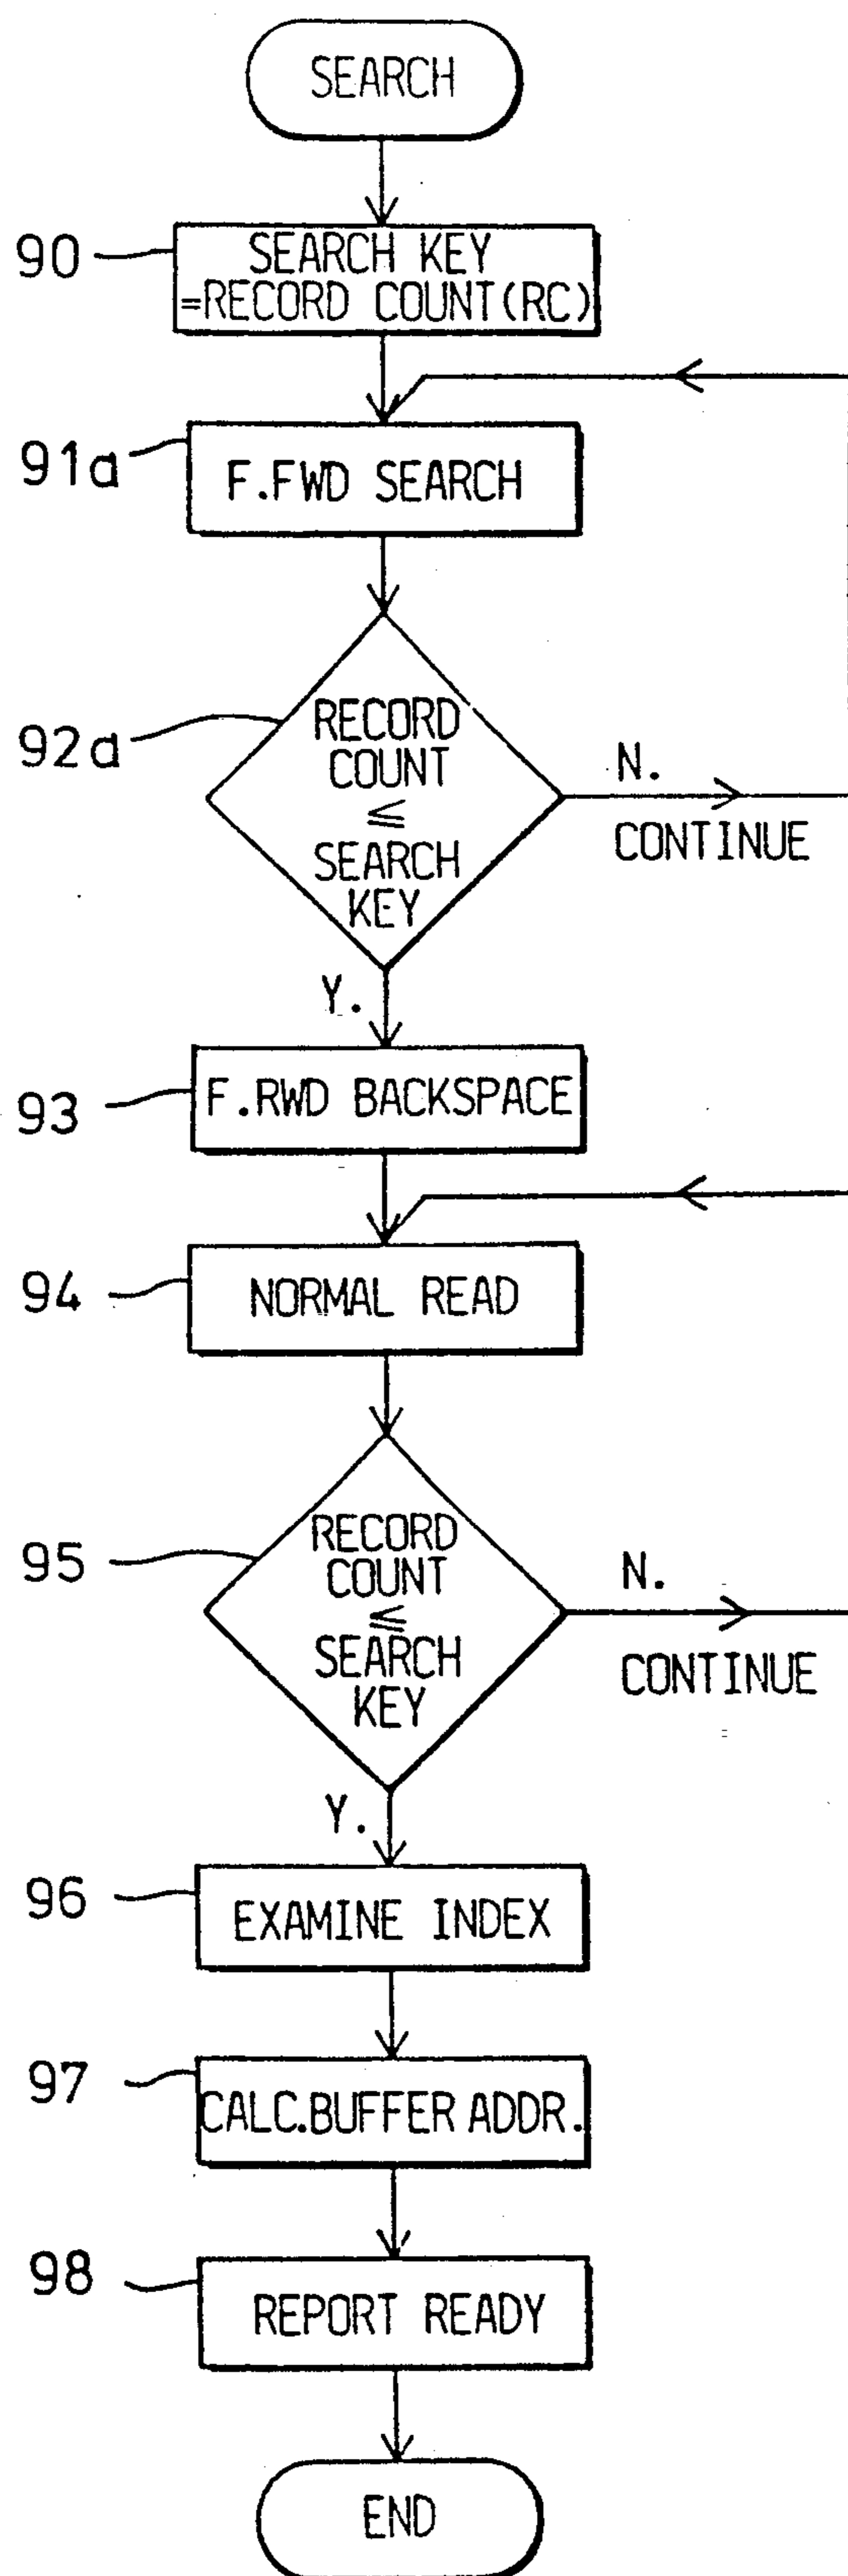 SEARCH
90
SEARCH KEY
=RECORD COUNT(RC)
91a
F.FWD SEARCH
92a
RECORD
COUNT
≦
SEARCH
KEY
N.
CONTINUE
Y.
93
F.RWD BACKSPACE
94
NORMAL READ
95
RECORD
COUNT
≦
SEARCH
KEY
N.
CONTINUE
Y.
96
EXAMINE INDEX
97
CALC.BUFFER ADDR.
98
REPORT READY
END